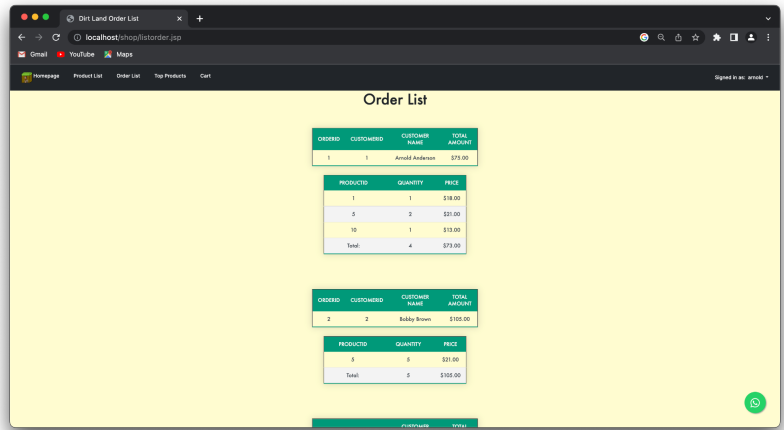 Dirt Land Order List
localhost/shop/listorder.jsp
Gmail YouTube Maps
Homepage Product List Order List Top Products Cart Signed in as: arnold
Order List
ORDERID CUSTOMERID CUSTOMER NAME TOTAL AMOUNT
1 1 Arnold Anderson $75.00
PRODUCTID QUANTITY PRICE
1 1 $18.00
5 2 $21.00
10 1 $13.00
Total: 4 $73.00
ORDERID CUSTOMERID CUSTOMER NAME TOTAL AMOUNT
2 2 Bobby Brown $105.00
PRODUCTID QUANTITY PRICE
5 5 $21.00
Total: 5 $105.00
CUSTOMER TOTAL